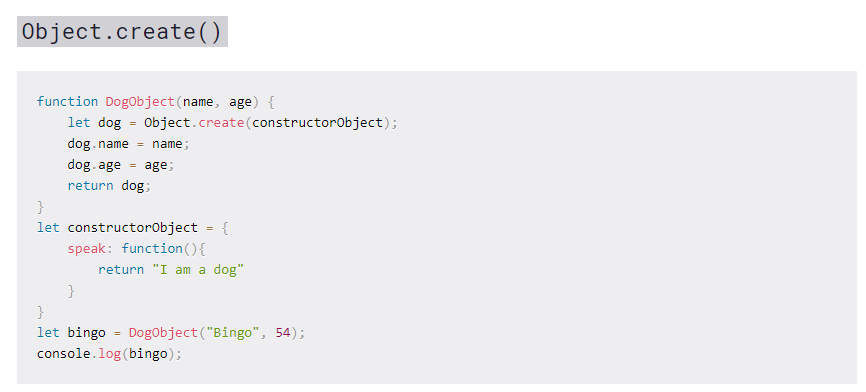 Object.create()
function DogObject(name, age) {
    let dog = Object.create(constructorObject);
    dog.name = name;
    dog.age = age;
    return dog;
}
let constructorObject = {
    speak: function(){
        return "I am a dog"
    }
}
let bingo = DogObject("Bingo", 54);
console.log(bingo);